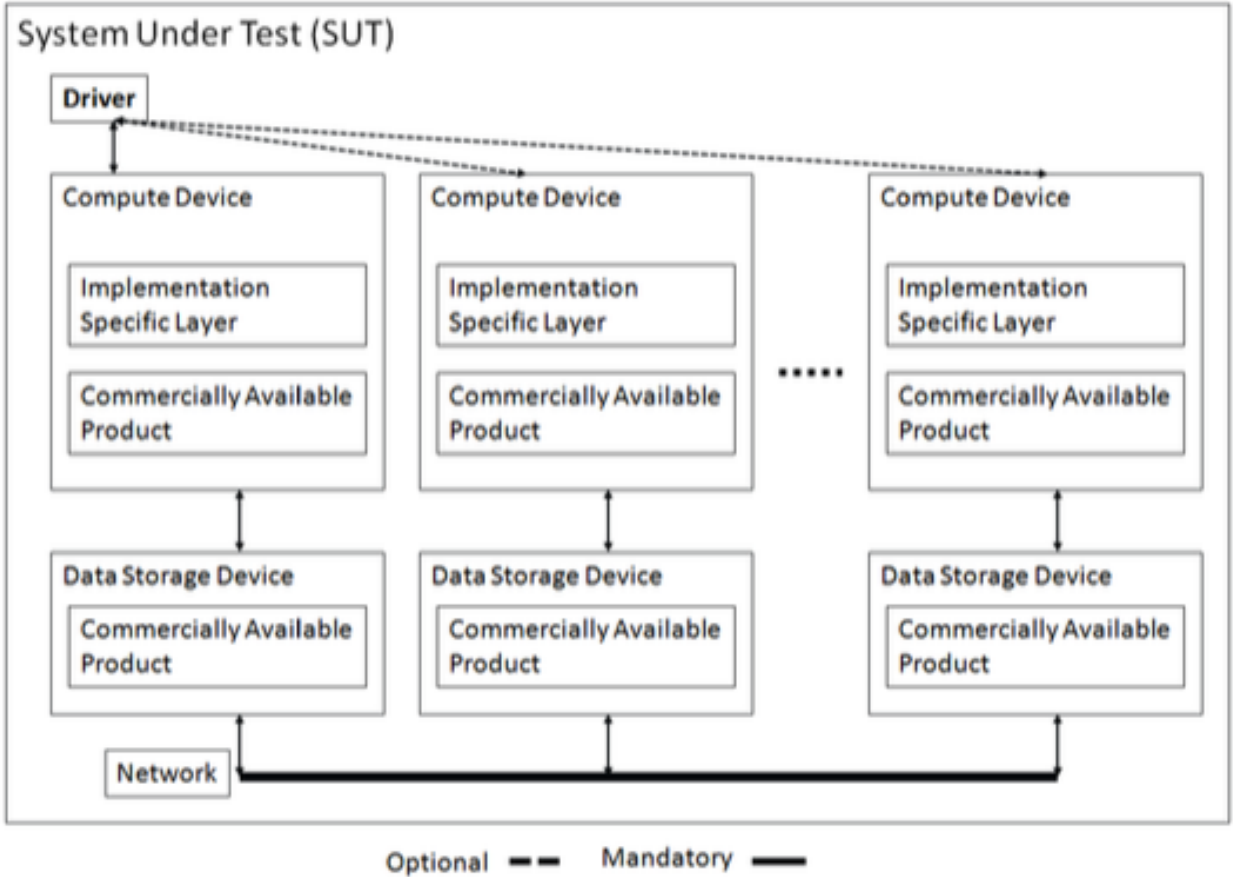 System Under Test (SUT)
Driver
Compute Device
Implementation
Specific Layer
Commercially Available
Product
Compute Device
Implementation
Specific Layer
Commercially Available
Product
Compute Device
Implementation
Specific Layer
Commercially Available
Product
Data Storage Device
Commercially Available
Product
Data Storage Device
Commercially Available
Product
Data Storage Device
Commercially Available
Product
Network
Optional
Mandatory